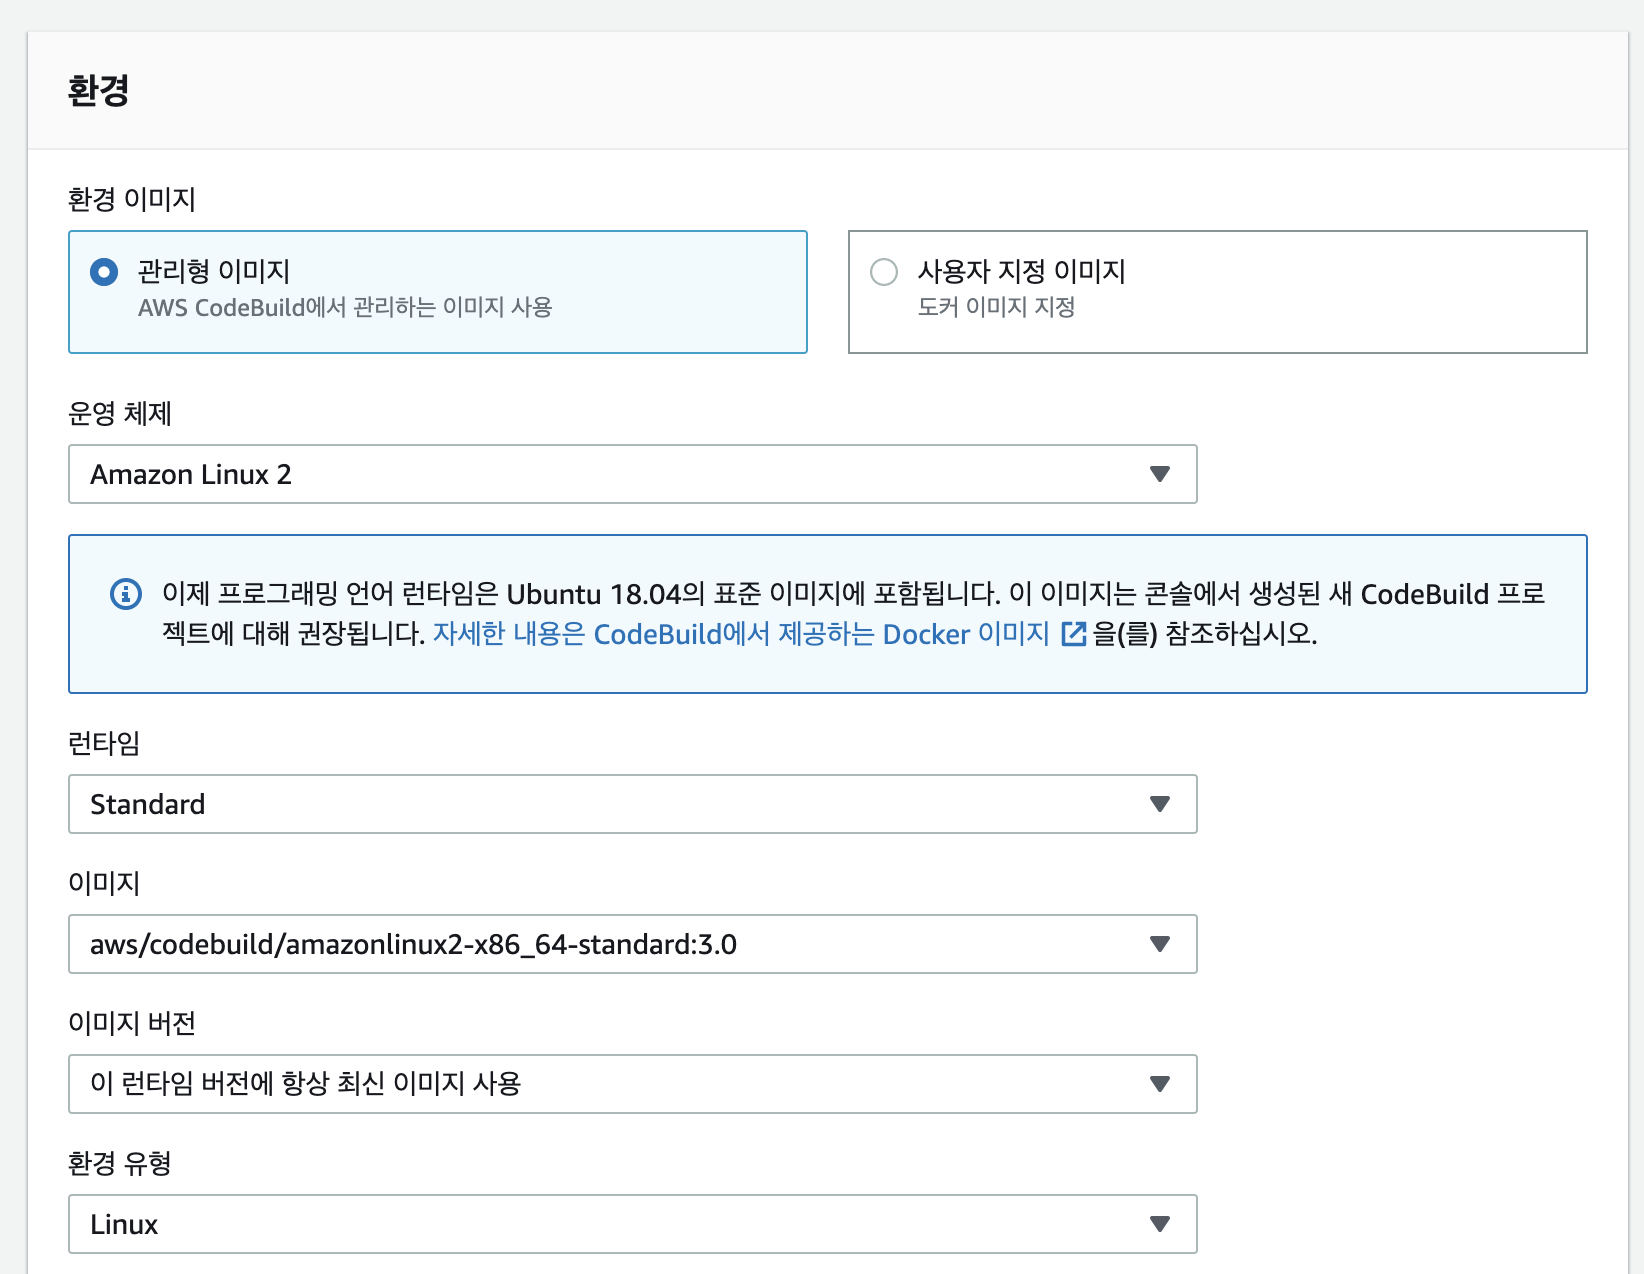 환경
환경 이미지
관리형 이미지
AWS CodeBuild에서 관리하는 이미지 사용
사용자 지정 이미지
도커 이미지 지정
운영 체제
Amazon Linux 2
이제 프로그래밍 언어 런타임은 Ubuntu 18.04의 표준 이미지에 포함됩니다. 이 이미지는 콘솔에서 생성된 새 CodeBuild 프로
젝트에 대해 권장됩니다. 자세한 내용은 CodeBuild에서 제공하는 Docker 이미지 을(를) 참조하십시오.
런타임
Standard
이미지
aws/codebuild/amazonlinux2-x86_64-standard:3.0
이미지 버전
이 런타임 버전에 항상 최신 이미지 사용
환경 유형
Linux